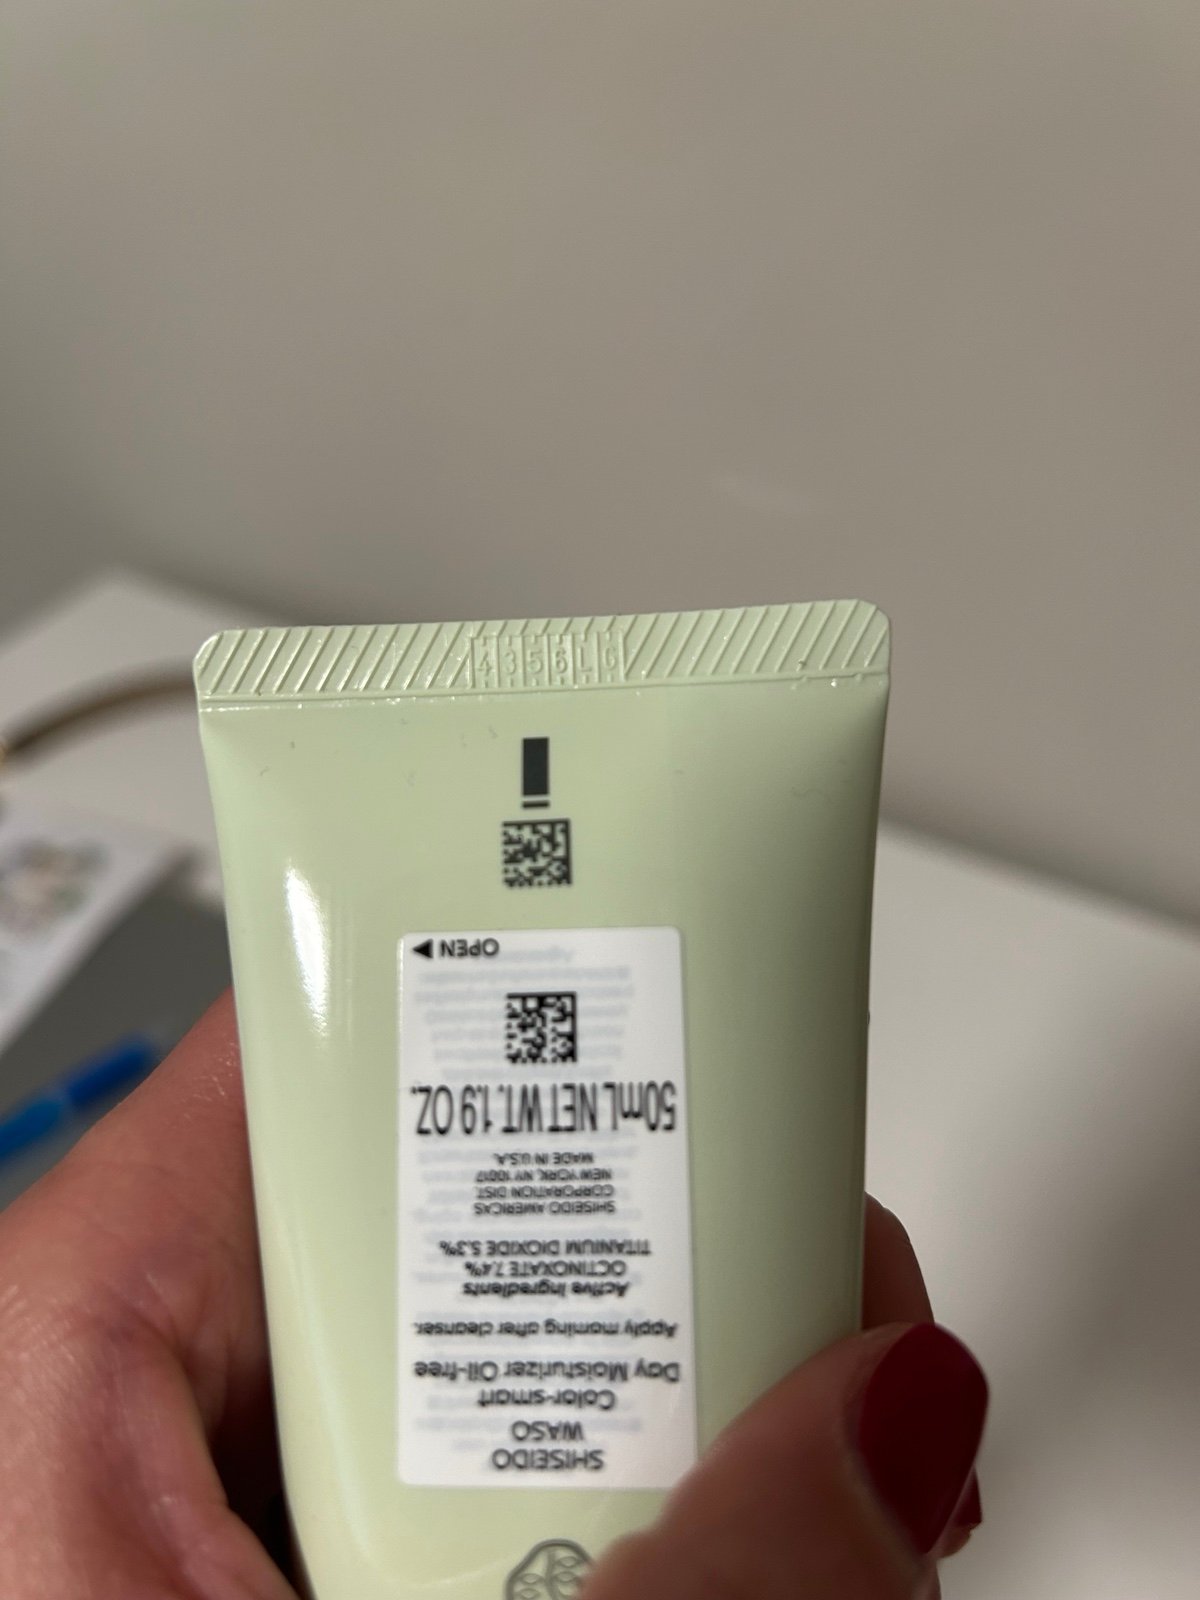 4356LG
SHISEIDO
WASO
Color-smart
Day Moisturizer Oil-free
Apply morning after cleanser.
Active ingredients
OCTINOXATE 7.4%
TITANIUM DIOXIDE 5.3%
SHISEIDO AMERICAS
CORPORATION DIST.
NEW YORK, NY 10017
MADE IN U.S.A.
50mL NET WT. 1.9 OZ.
OPEN ▶